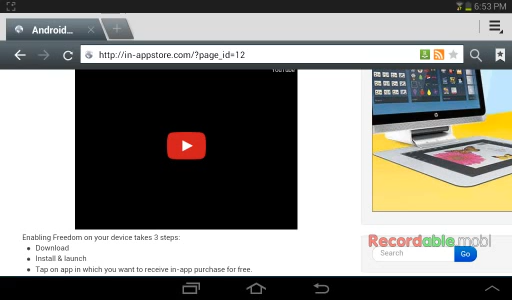 6:53 PM
Android...
http://in-appstore.com/?page_id=12
YouTube
Enabling Freedom on your device takes 3 steps:
Download
Install & launch
Tap on app in which you want to receive in-app purchase for free.
Recordable.mobi
Search
Go